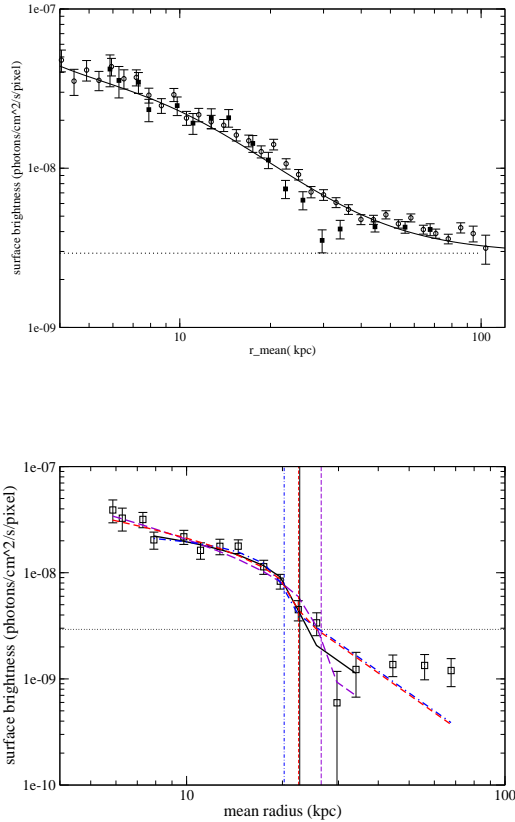 1e-07
1e-08
1e-09
surface brightness (photons/cm^2/s/pixel)
10
100
r_mean( kpc)
1e-07
1e-08
1e-09
1e-10
surface brightness (photons/cm^2/s/pixel)
10
100
mean radius (kpc)